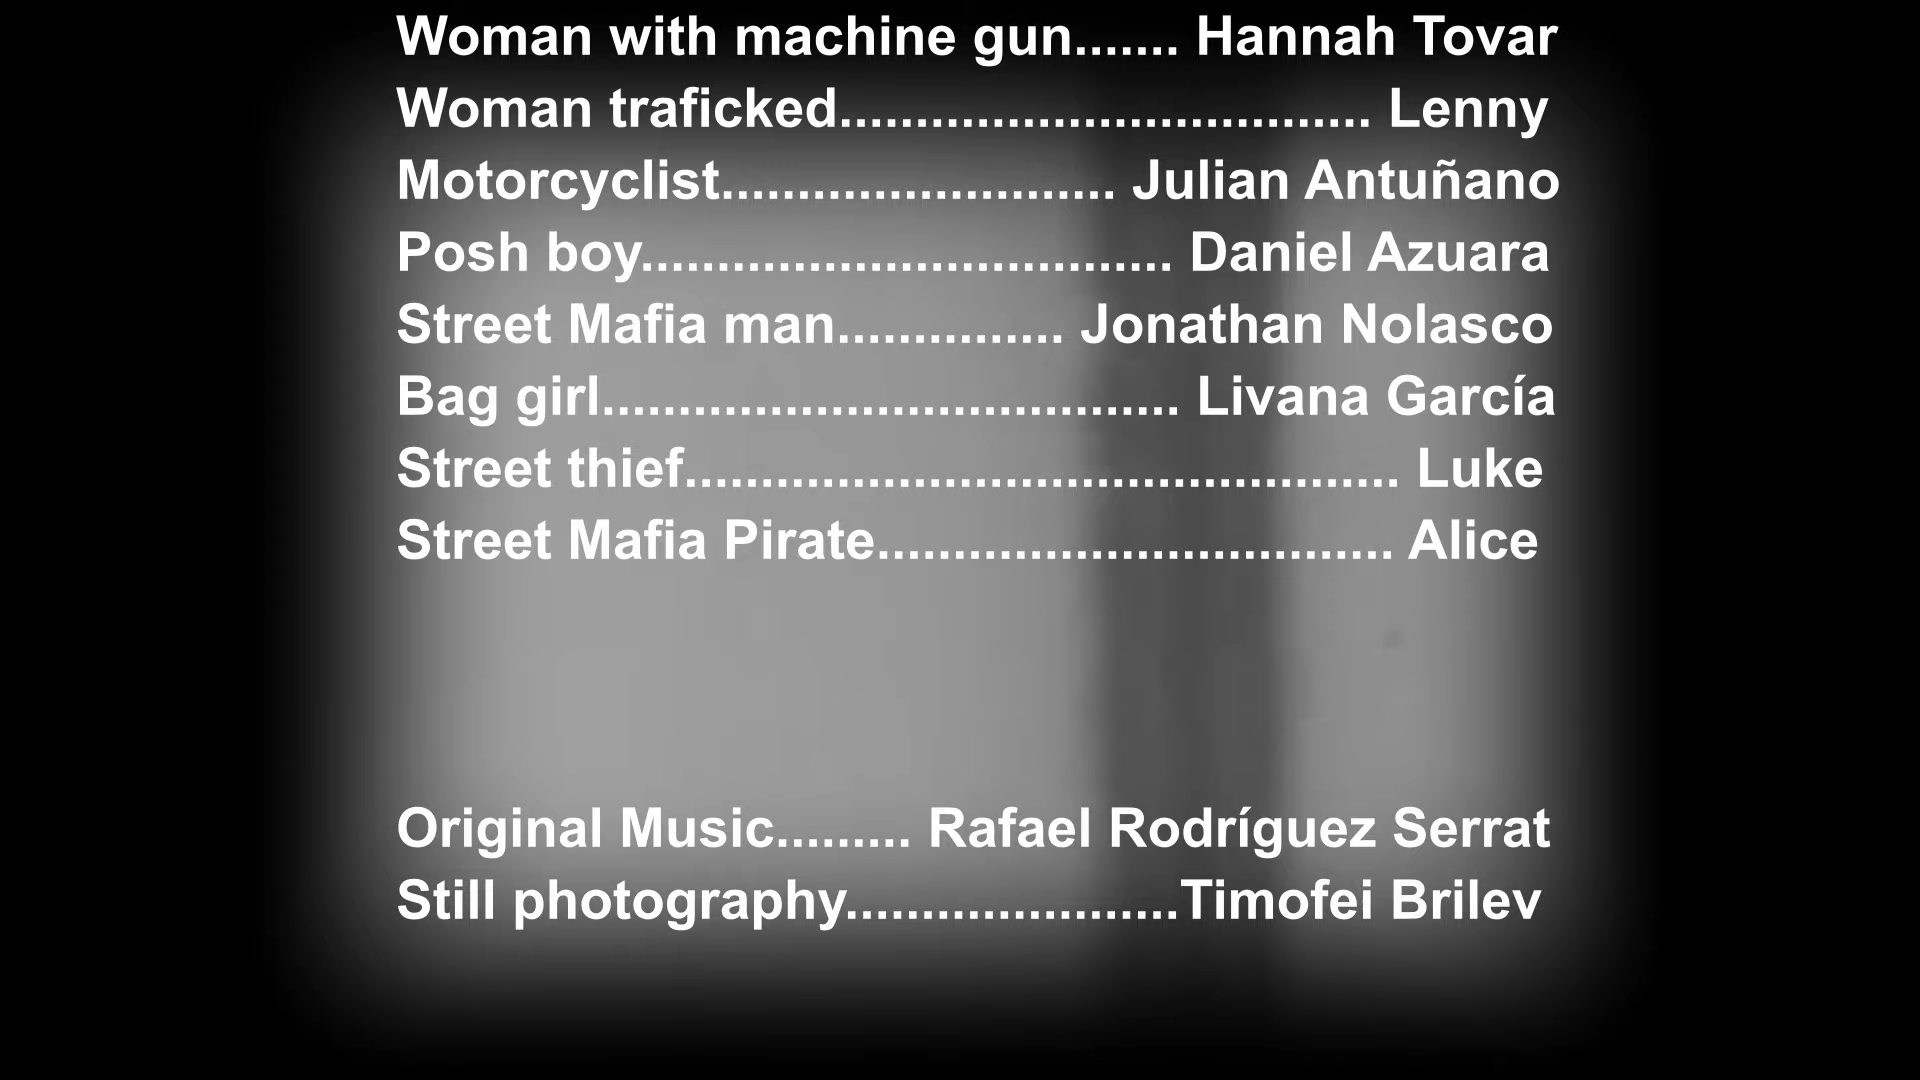 Woman with machine gun....... Hannah Tovar
Woman traficked................................... Lenny
Motorcyclist.......................... Julian Antuñano
Posh boy................................... Daniel Azuara
Street Mafia man............... Jonathan Nolasco
Bag girl...................................... Livana García
Street thief............................................... Luke
Street Mafia Pirate.................................. Alice
Original Music......... Rafael Rodríguez Serrat
Still photography......................Timofei Brilev